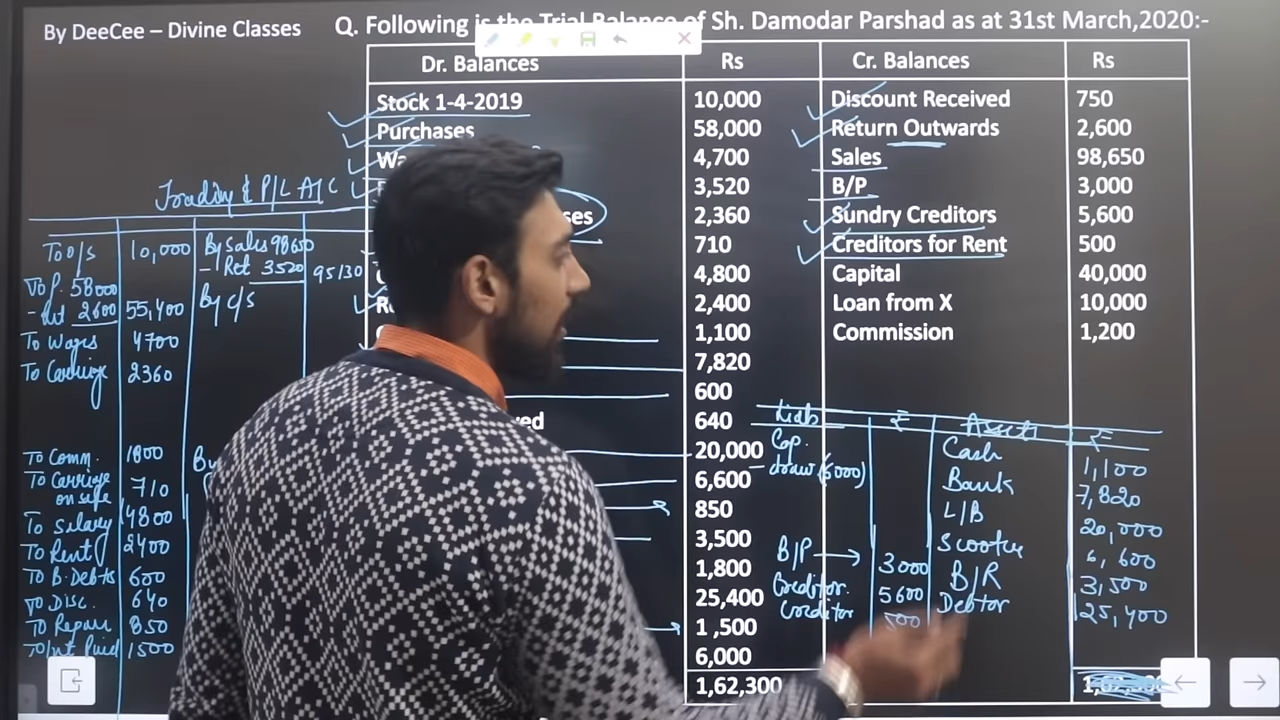 By DeeCee – Divine Classes
Q. Following is the Trial Balance of Sh. Damodar Parshad as at 31st March,2020:-
Dr. Balances Rs Cr. Balances Rs
Stock 1-4-2019 10,000 Discount Received 750
Purchases 58,000 Return Outwards 2,600
Wa 4,700 Sales 98,650
3,520 B/P 3,000
ses 2,360 Sundry Creditors 5,600
710 Creditors for Rent 500
4,800 Capital 40,000
2,400 Loan from X 10,000
1,100 Commission 1,200
7,820
600
ed 640
20,000
6,600
850
3,500
1,800
25,400
1,500
6,000
1,62,300
Trading & P/L A/C
To o/s 10,000 By Sales 98650
- Ret 3520 95130
To P. 58000
- Ret 2600 55,400 By c/s
To Wages 4700
To Carriage 2360
To Comm. 1800 By
To Carriage on sale 710
To Salary 4800
To Rent 2400
To B. Debts 600
To Disc. 640
To Repair 850
To Int Paid 1500
Liab ₹ Assets ₹
Cap. Cash 1,100
- draw (6000) Bank 7,820
L/B 20,000
Scooter 6,600
B/P 3000 B/R 3,500
Creditor. 5600 Debtor 25,400
Creditor 500